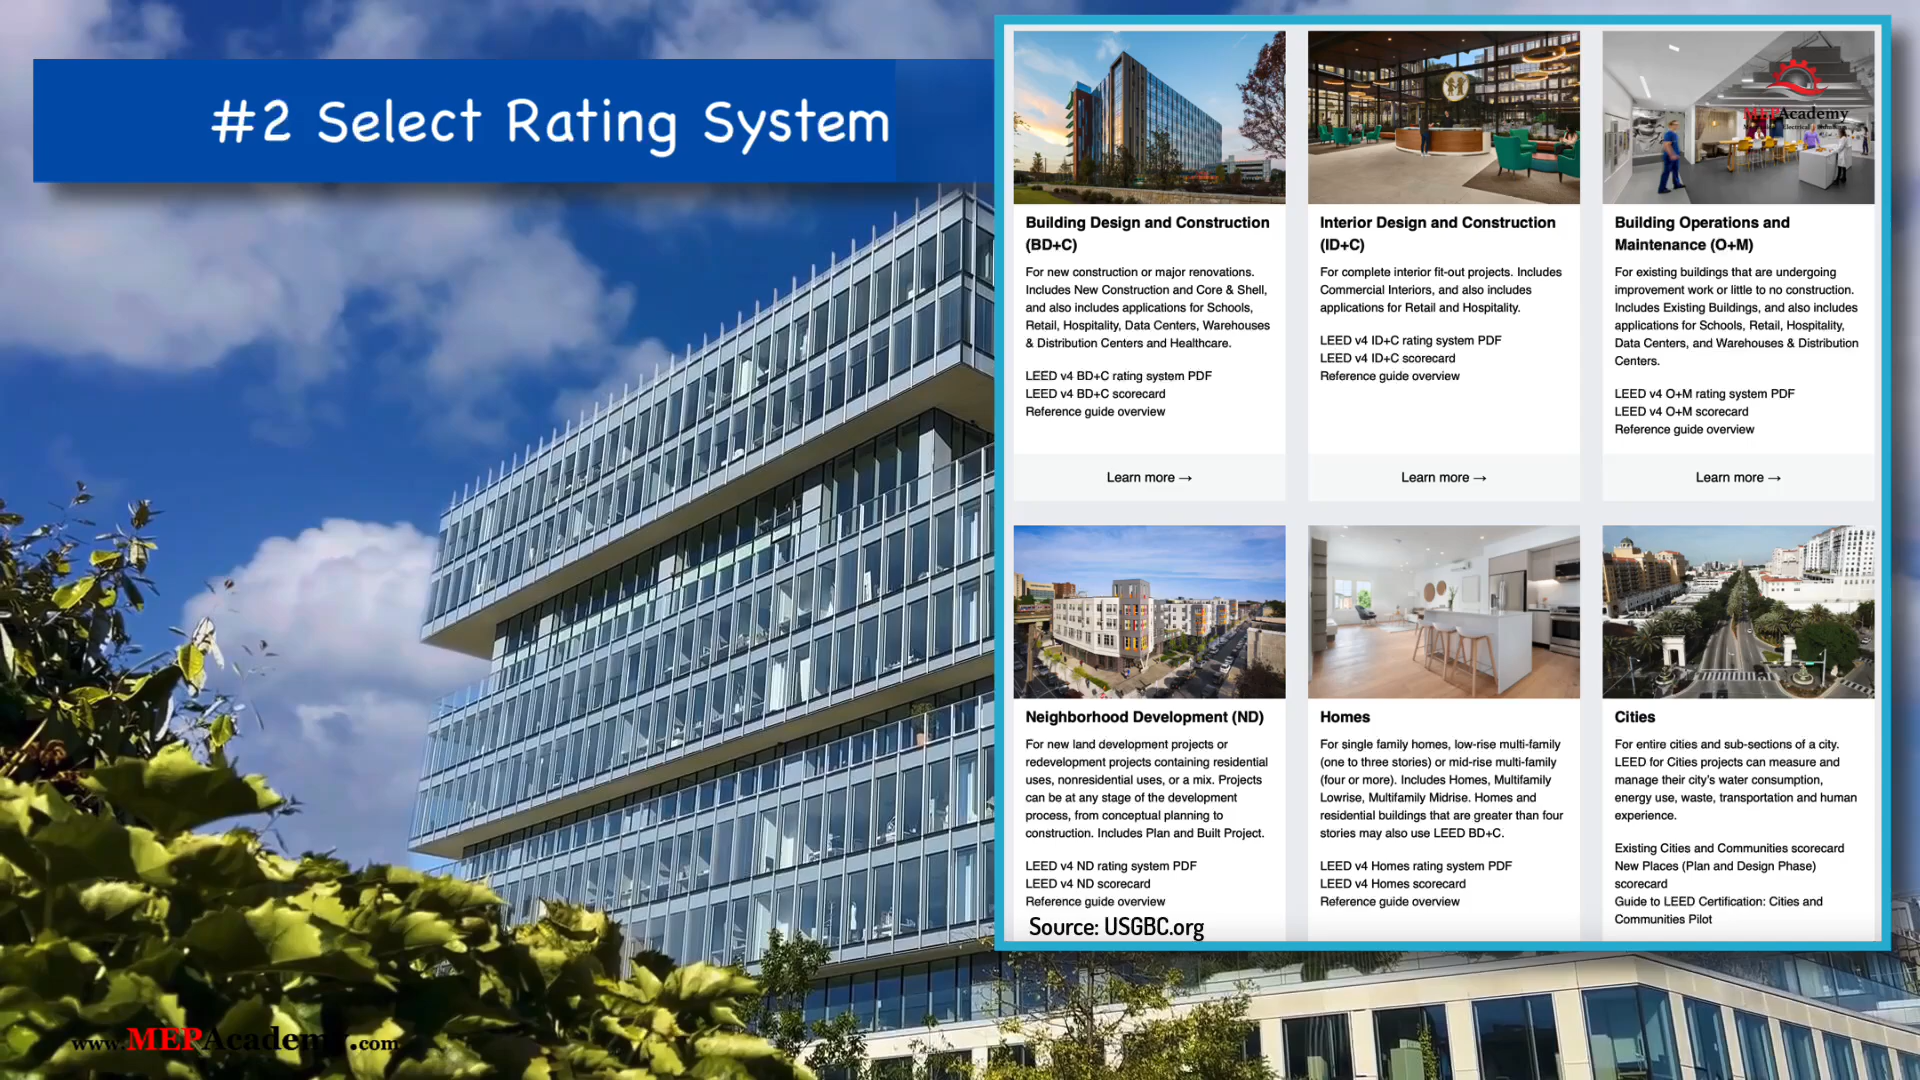 #2 Select Rating System
MEPAcademy
Building Design and Construction
(BD+C)
For new construction or major renovations.
Includes New Construction and Core & Shell,
and also includes applications for Schools,
Retail, Hospitality, Data Centers, Warehouses
& Distribution Centers and Healthcare.
LEED v4 BD+C rating system PDF
LEED v4 BD+C scorecard
Reference guide overview
Learn more →
Interior Design and Construction
(ID+C)
For complete interior fit-out projects. Includes
Commercial Interiors, and also includes
applications for Retail and Hospitality.
LEED v4 ID+C rating system PDF
LEED v4 ID+C scorecard
Reference guide overview
Learn more →
Building Operations and
Maintenance (O+M)
For existing buildings that are undergoing
improvement work or little to no construction.
Includes Existing Buildings, and also includes
applications for Schools, Retail, Hospitality,
Data Centers, and Warehouses & Distribution
Centers.
LEED v4 O+M rating system PDF
LEED v4 O+M scorecard
Reference guide overview
Learn more →
Neighborhood Development (ND)
For new land development projects or
redevelopment projects containing residential
uses, nonresidential uses, or a mix. Projects
can be at any stage of the development
process, from conceptual planning to
construction. Includes Plan and Built Project.
LEED v4 ND rating system PDF
LEED v4 ND scorecard
Reference guide overview
Source: USGBC.org
Homes
For single family homes, low-rise multi-family
(one to three stories) or mid-rise multi-family
(four or more). Includes Homes, Multifamily
Lowrise, Multifamily Midrise. Homes and
residential buildings that are greater than four
stories may also use LEED BD+C.
LEED v4 Homes rating system PDF
LEED v4 Homes scorecard
Reference guide overview
Cities
For entire cities and sub-sections of a city.
LEED for Cities projects can measure and
manage their city's water consumption,
energy use, waste, transportation and human
experience.
Existing Cities and Communities scorecard
New Places (Plan and Design Phase)
scorecard
Guide to LEED Certification: Cities and
Communities Pilot
www.MEPAcademy.com